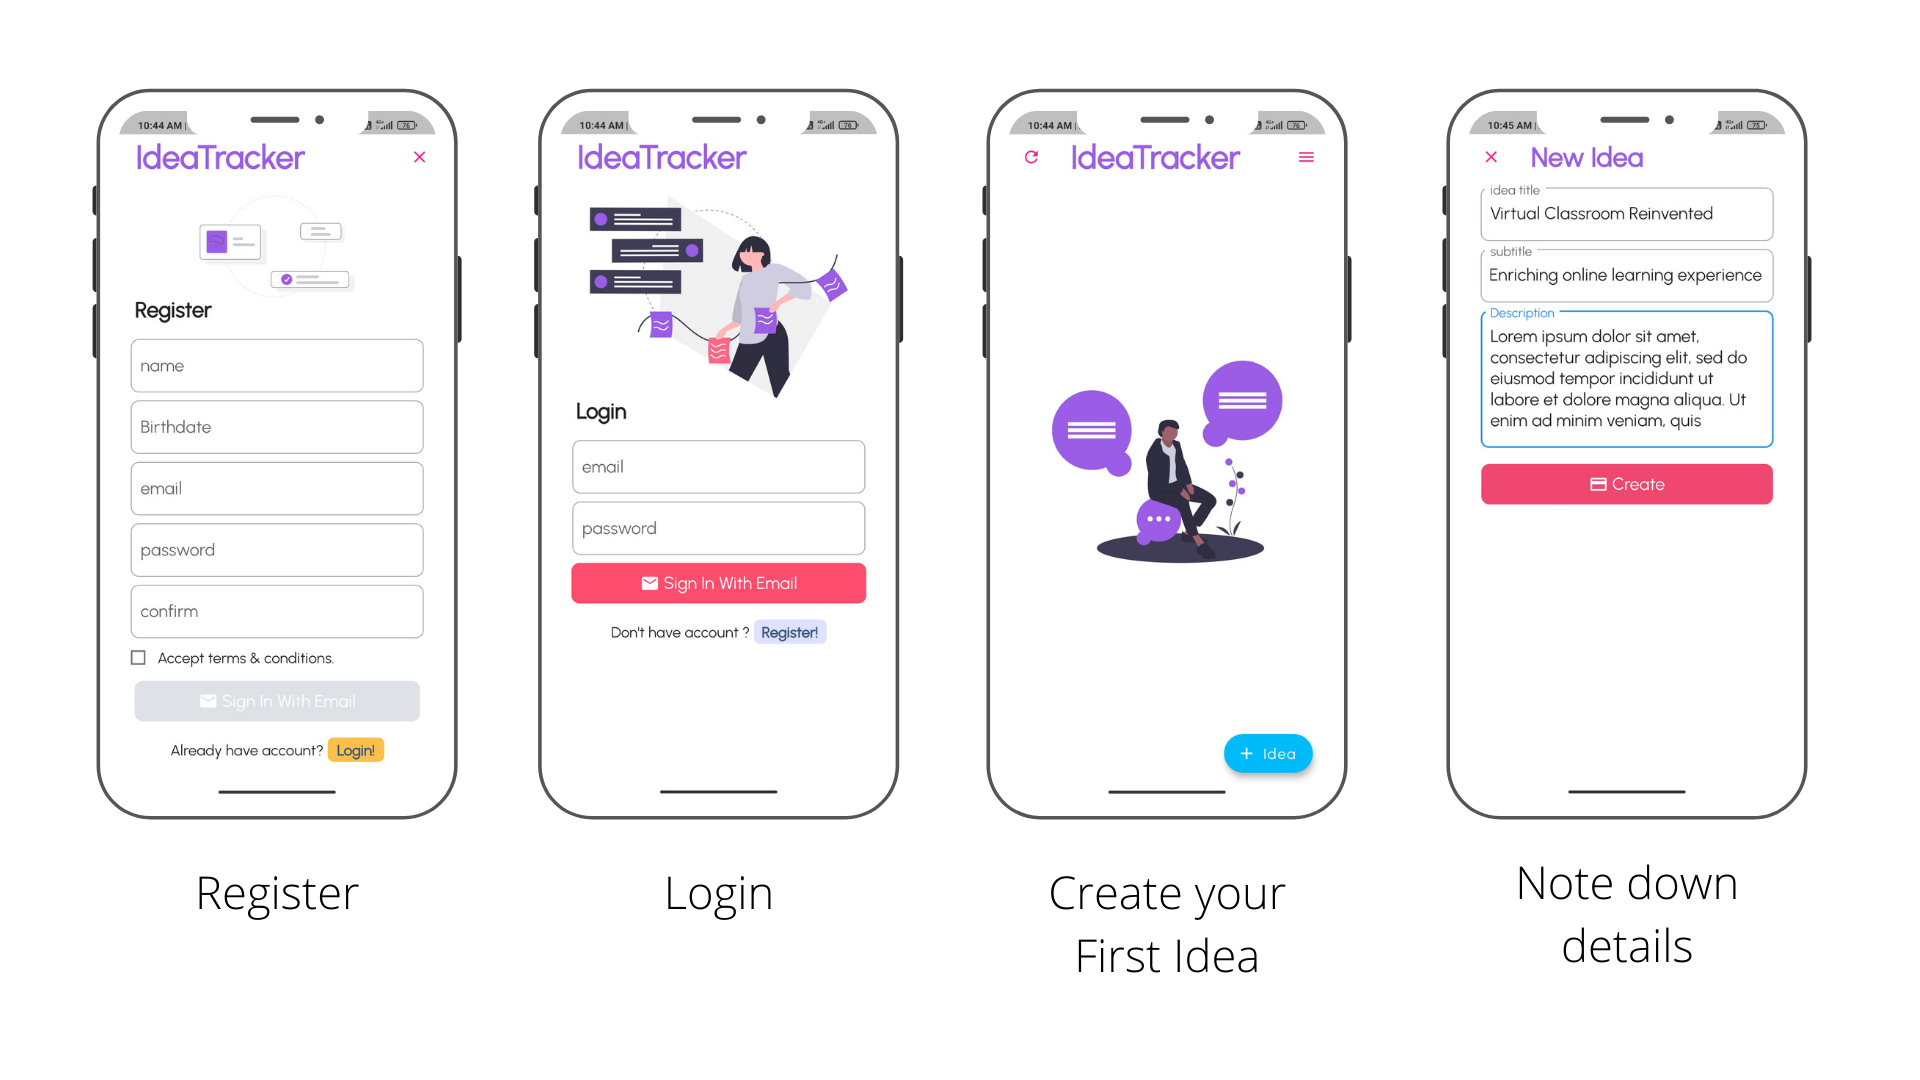 10:44 AM
76
IdeaTracker
Register
name
Birthdate
email
password
confirm
Accept terms & conditions.
Sign In With Email
Already have account? Login!
Register
10:44 AM
76
IdeaTracker
Login
email
password
Sign In With Email
Don't have account ? Register!
Login
10:44 AM
76
IdeaTracker
+ Idea
Create your
First Idea
10:45 AM
75
New Idea
idea title
Virtual Classroom Reinvented
subtitle
Enriching online learning experience
Description
Lorem ipsum dolor sit amet,
consectetur adipiscing elit, sed do
eiusmod tempor incididunt ut
labore et dolore magna aliqua. Ut
enim ad minim veniam, quis
Create
Note down
details